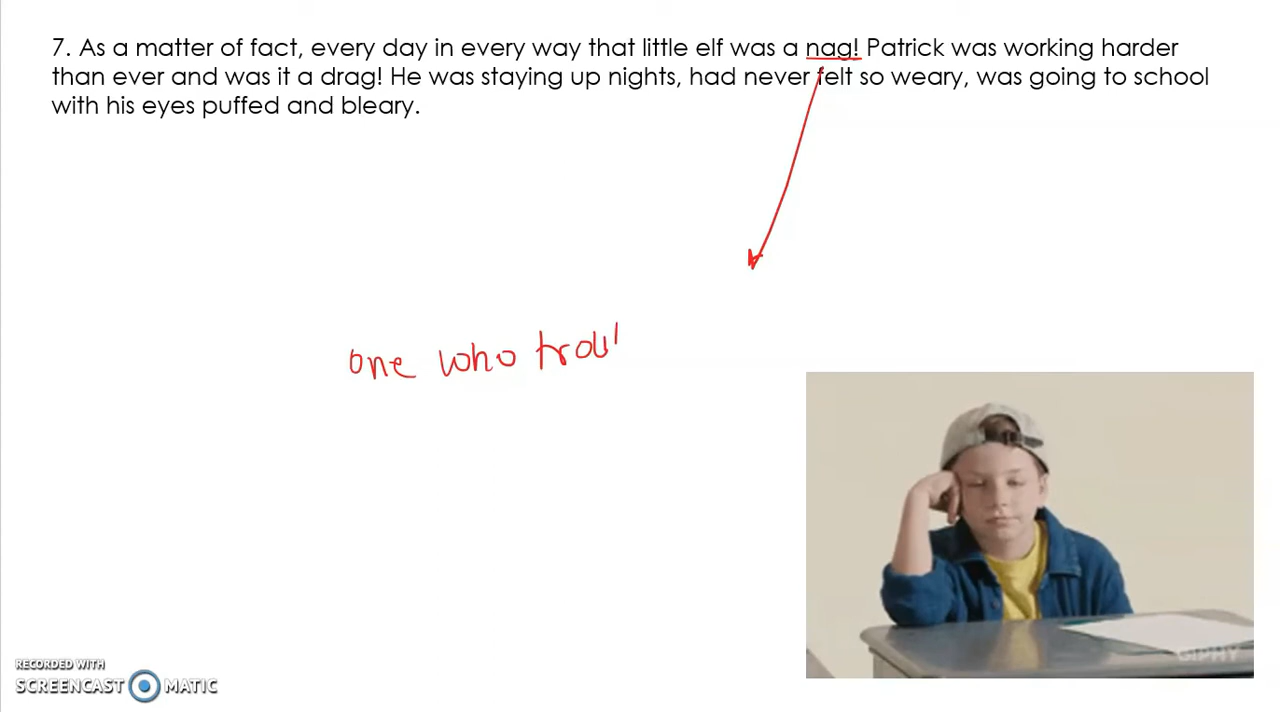 7. As a matter of fact, every day in every way that little elf was a nag! Patrick was working harder
than ever and was it a drag! He was staying up nights, had never felt so weary, was going to school
with his eyes puffed and bleary.
one who
GIPHY
RECORDED WITH
SCREENCAST MATIC